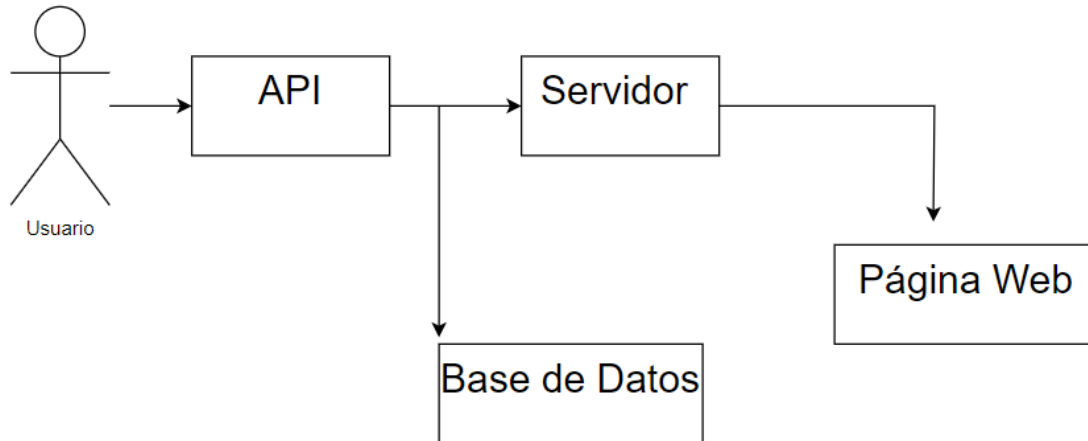 API
Servidor
Usuario
Página Web
Base de Datos